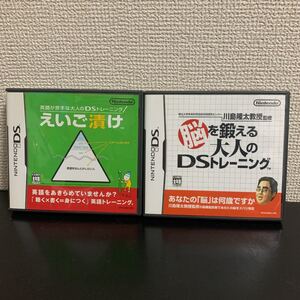 NINTENDO DS
Nintendo
英語が苦手な大人のDSトレーニング
えいご漬け
英語をあきらめていませんか?
「聴く×書く=身につく」英語トレーニング。
NINTENDO DS
Nintendo
川島隆太教授監修
脳を鍛える
大人の
DSトレーニング
あなたの「脳」は何歳ですか